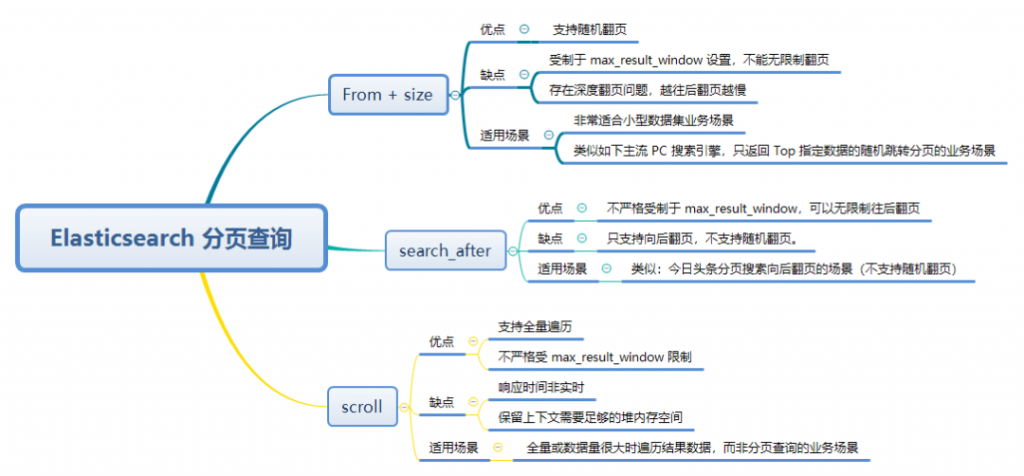 Elasticsearch 分页查询
From + size
优点
支持随机翻页
缺点
受制于 max_result_window 设置，不能无限制翻页
存在深度翻页问题，越往后翻页越慢
适用场景
非常适合小型数据集业务场景
类似如下主流 PC 搜索引擎，只返回 Top 指定数据的随机跳转分页的业务场景
search_after
优点
不严格受制于 max_result_window，可以无限制往后翻页
缺点
只支持向后翻页，不支持随机翻页。
适用场景
类似：今日头条分页搜索向后翻页的场景（不支持随机翻页）
scroll
优点
支持全量遍历
不严格受 max_result_window 限制
缺点
响应时间非实时
保留上下文需要足够的堆内存空间
适用场景
全量或数据量很大时遍历结果数据，而非分页查询的业务场景